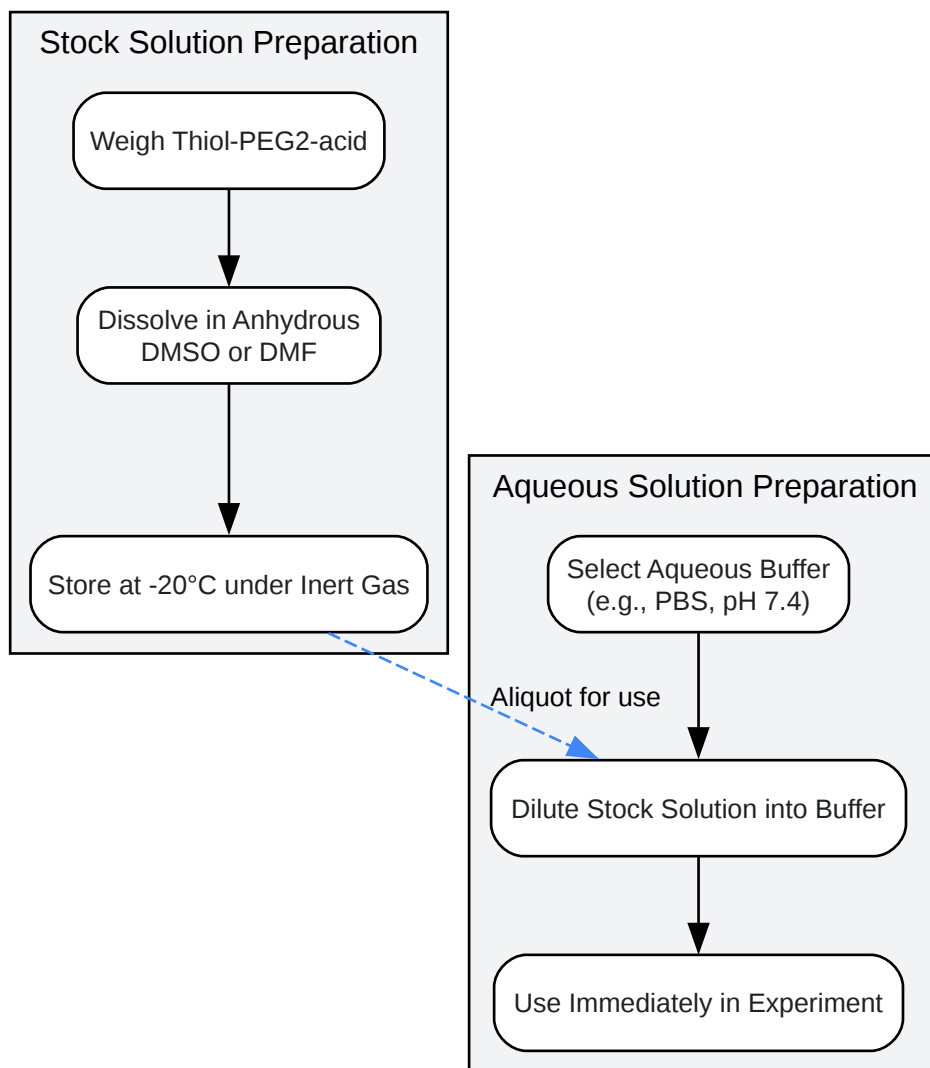 Stock Solution Preparation
Weigh Thiol-PEG2-acid
Dissolve in Anhydrous
DMSO or DMF
Store at -20°C under Inert Gas
Aqueous Solution Preparation
Select Aqueous Buffer
(e.g., PBS, pH 7.4)
Aliquot for use
Dilute Stock Solution into Buffer
Use Immediately in Experiment